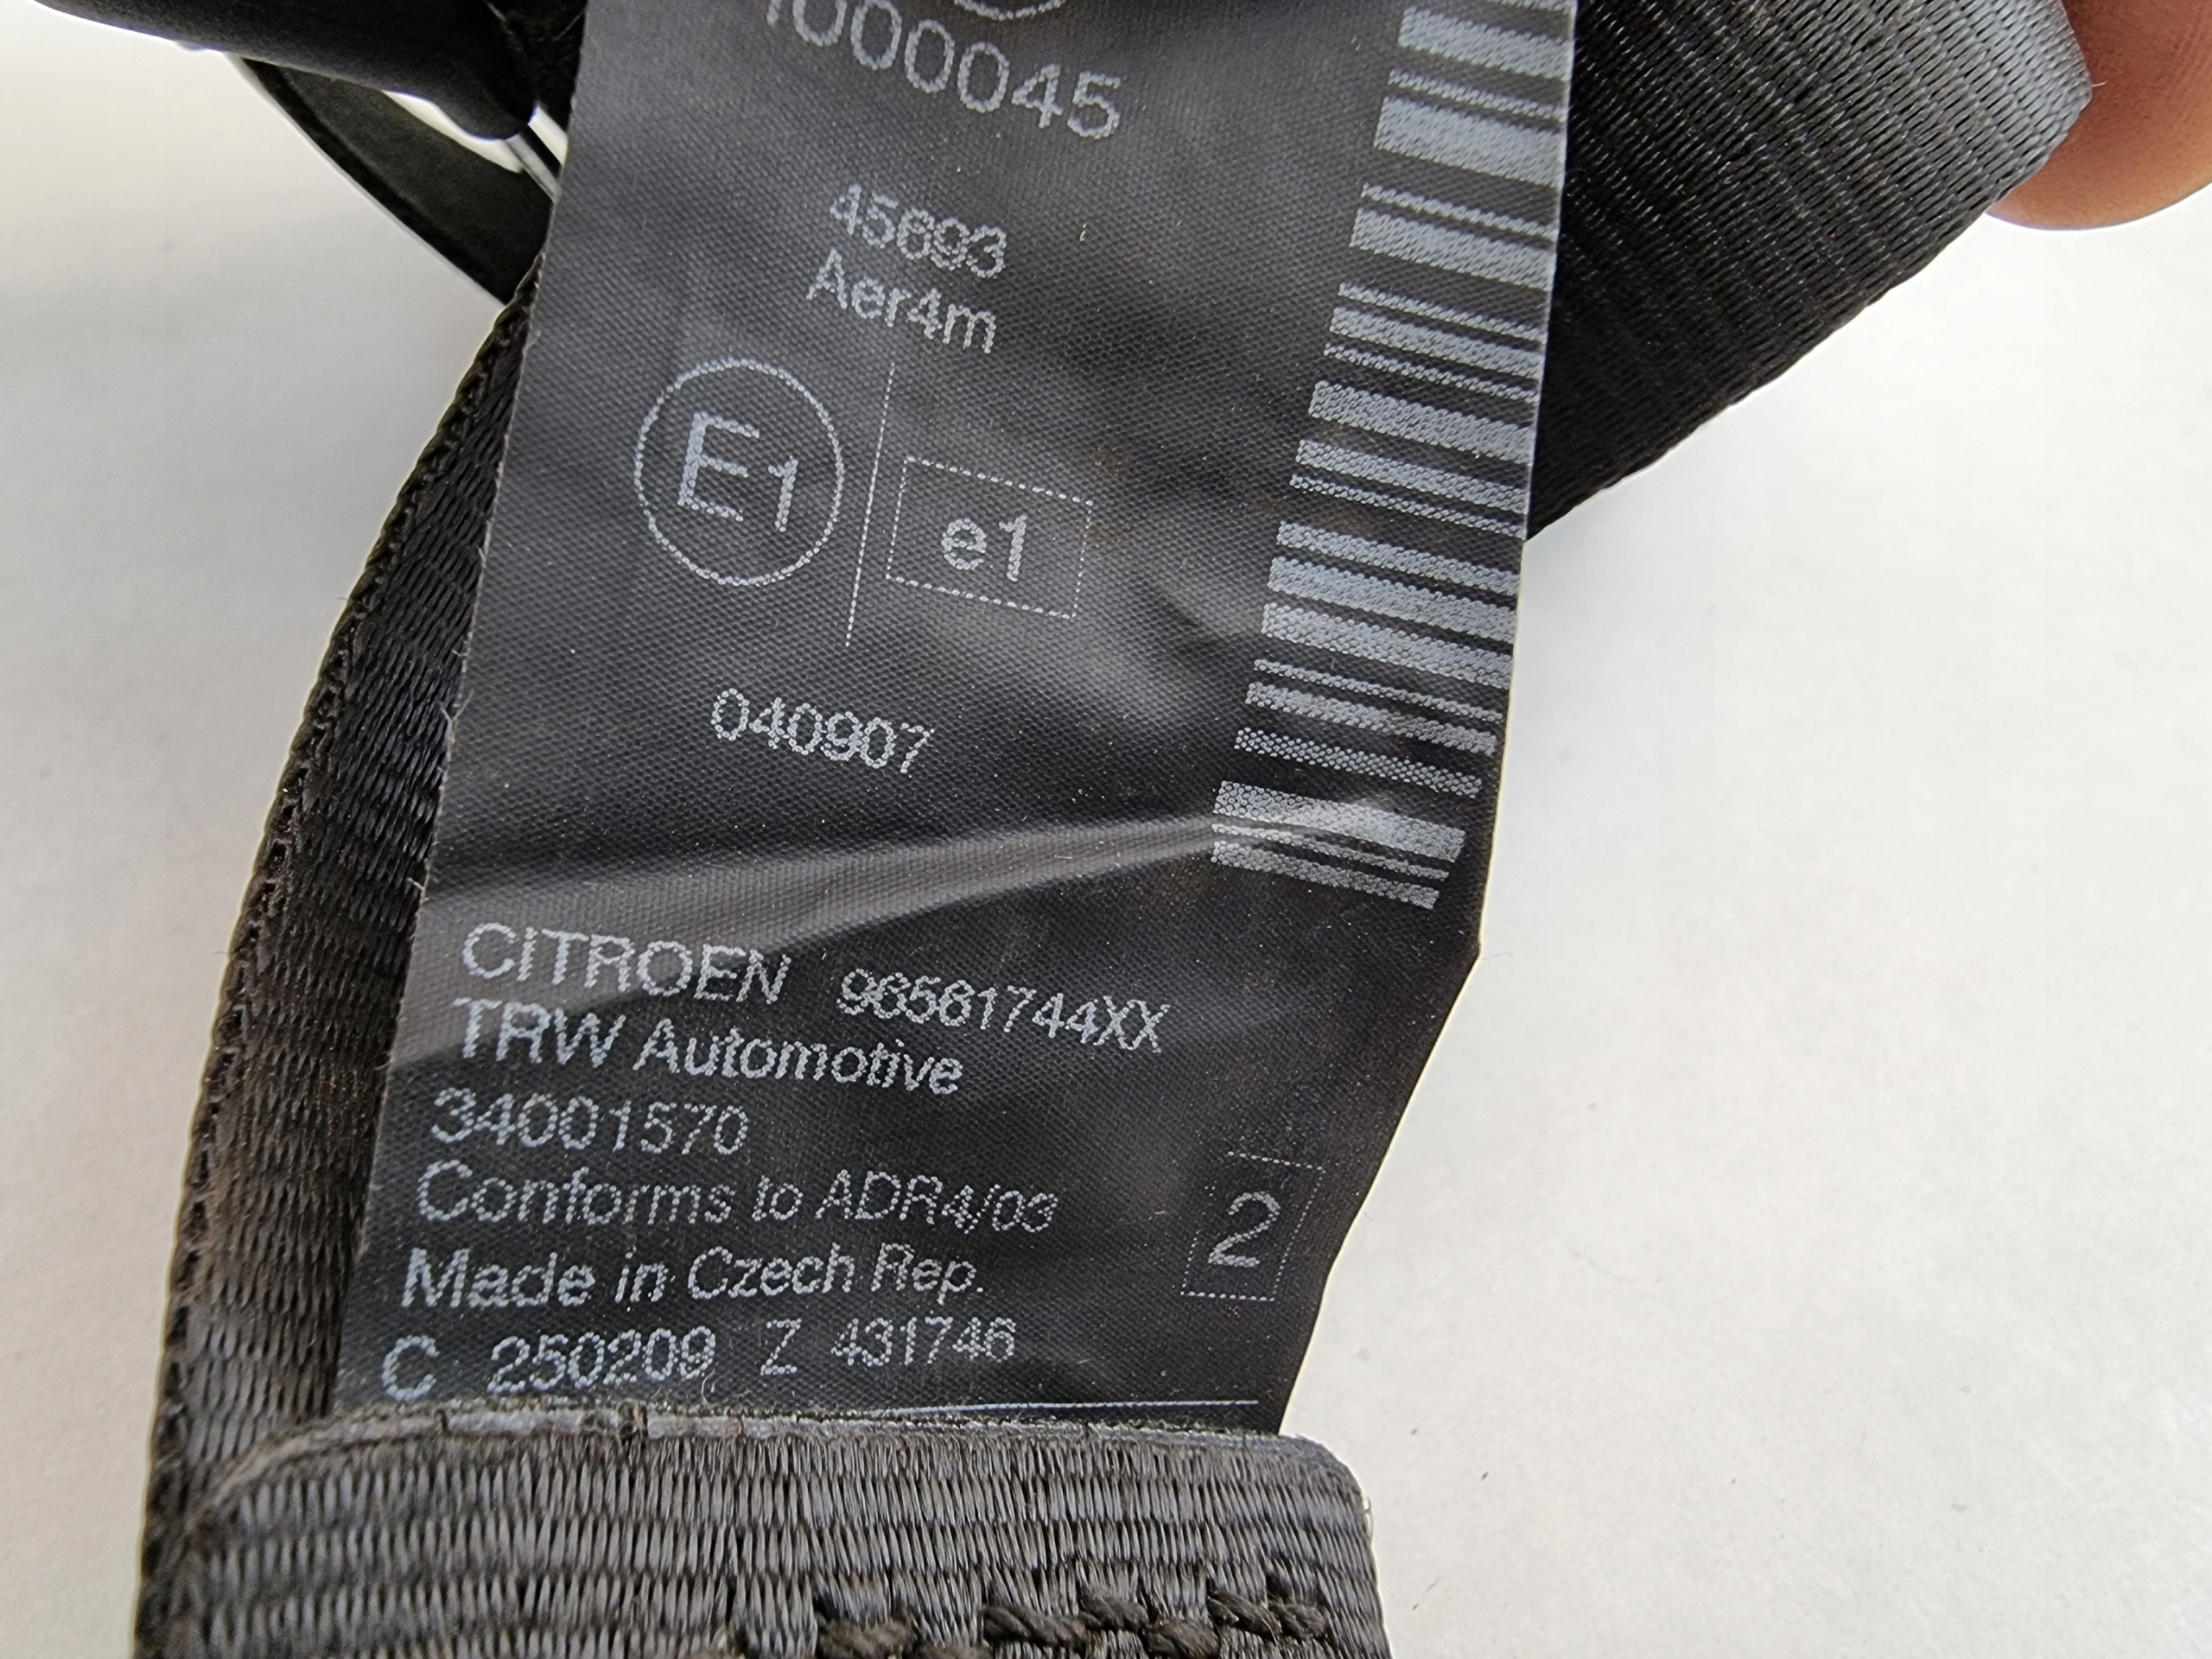 1000045
45693
Aer4m
E1
e1
040907
CITROEN 96561744XX
TRW Automotive
34001570
Conforms to ADR4/03
2
Made in Czech Rep.
C 250209 Z 431746